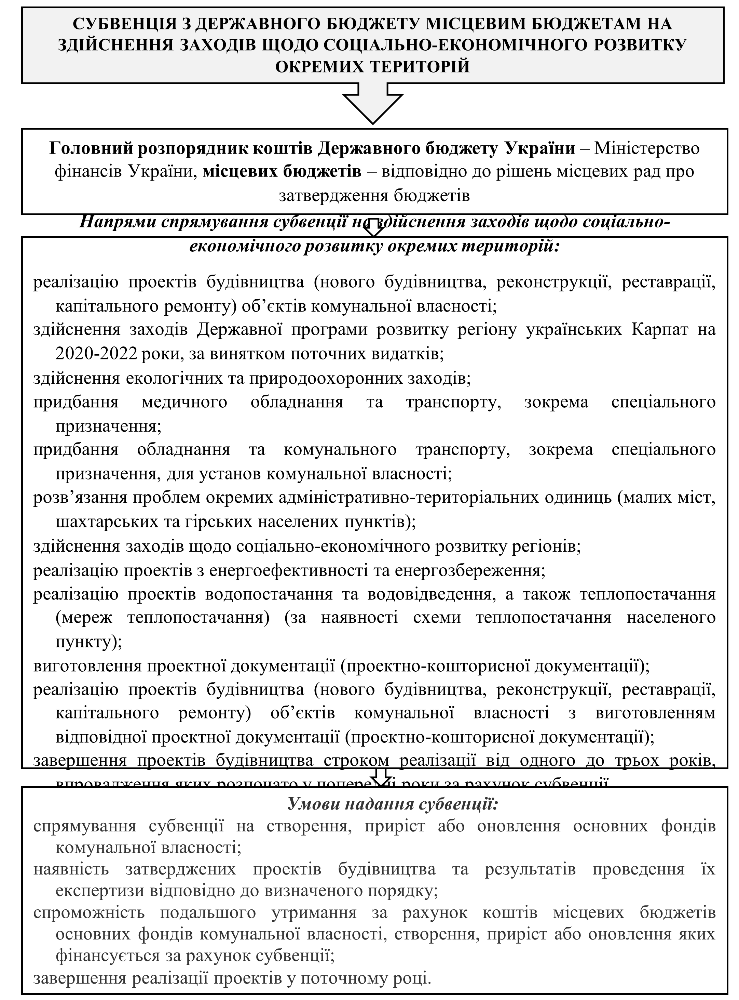 СУБВЕНЦІЯ З ДЕРЖАВНОГО БЮДЖЕТУ МІСЦЕВИМ БЮДЖЕТАМ НА
ЗДІЙСНЕННЯ ЗАХОДІВ ЩОДО СОЦІАЛЬНО-ЕКОНОМІЧНОГО РОЗВИТКУ
ОКРЕМИХ ТЕРИТОРІЙ
Головний розпорядник коштів Державного бюджету України – Міністерство
фінансів України, місцевих бюджетів – відповідно до рішень місцевих рад про
затвердження бюджетів
Напрями спрямування субвенції на здійснення заходів щодо соціально-
економічного розвитку окремих територій:
реалізацію проектів будівництва (нового будівництва, реконструкції, реставрації,
капітального ремонту) об’єктів комунальної власності;
здійснення заходів Державної програми розвитку регіону українських Карпат на
2020-2022 роки, за винятком поточних видатків;
здійснення екологічних та природоохоронних заходів;
придбання медичного обладнання та транспорту, зокрема спеціального
призначення;
придбання обладнання та комунального транспорту, зокрема спеціального
призначення, для установ комунальної власності;
розв’язання проблем окремих адміністративно-територіальних одиниць (малих міст,
шахтарських та гірських населених пунктів);
здійснення заходів щодо соціально-економічного розвитку регіонів;
реалізацію проектів з енергоефективності та енергозбереження;
реалізацію проектів водопостачання та водовідведення, а також теплопостачання
(мереж теплопостачання) (за наявності схеми теплопостачання населеного
пункту);
виготовлення проектної документації (проектно-кошторисної документації);
реалізацію проектів будівництва (нового будівництва, реконструкції, реставрації,
капітального ремонту) об’єктів комунальної власності з виготовленням
відповідної проектної документації (проектно-кошторисної документації);
завершення проектів будівництва строком реалізації від одного до трьох років,
впровадження яких розпочато у попередні роки за рахунок субвенції
Умови надання субвенції:
спрямування субвенції на створення, приріст або оновлення основних фондів
комунальної власності;
наявність затверджених проектів будівництва та результатів проведення їх
експертизи відповідно до визначеного порядку;
спроможність подальшого утримання за рахунок коштів місцевих бюджетів
основних фондів комунальної власності, створення, приріст або оновлення яких
фінансується за рахунок субвенції;
завершення реалізації проектів у поточному році.